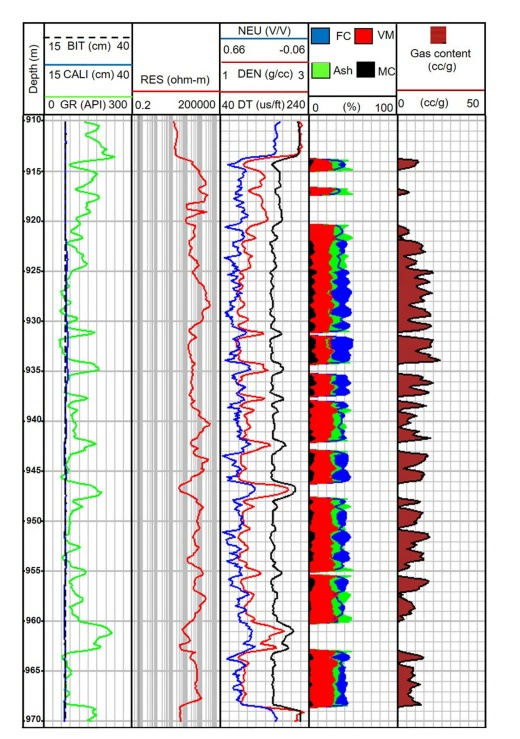 Depth (m)
15 BIT (cm) 40
15 CALI (cm) 40
0 GR (API) 300
RES (ohm-m)
0.2 200000
NEU (V/V)
0.66 -0.06
1 DEN (g/cc) 3
40 DT (us/ft) 240
FC VM
Ash MC
0 (%) 100
Gas content
(cc/g)
0 (cc/g) 50
910
915
920
925
930
935
940
945
950
955
960
965
970